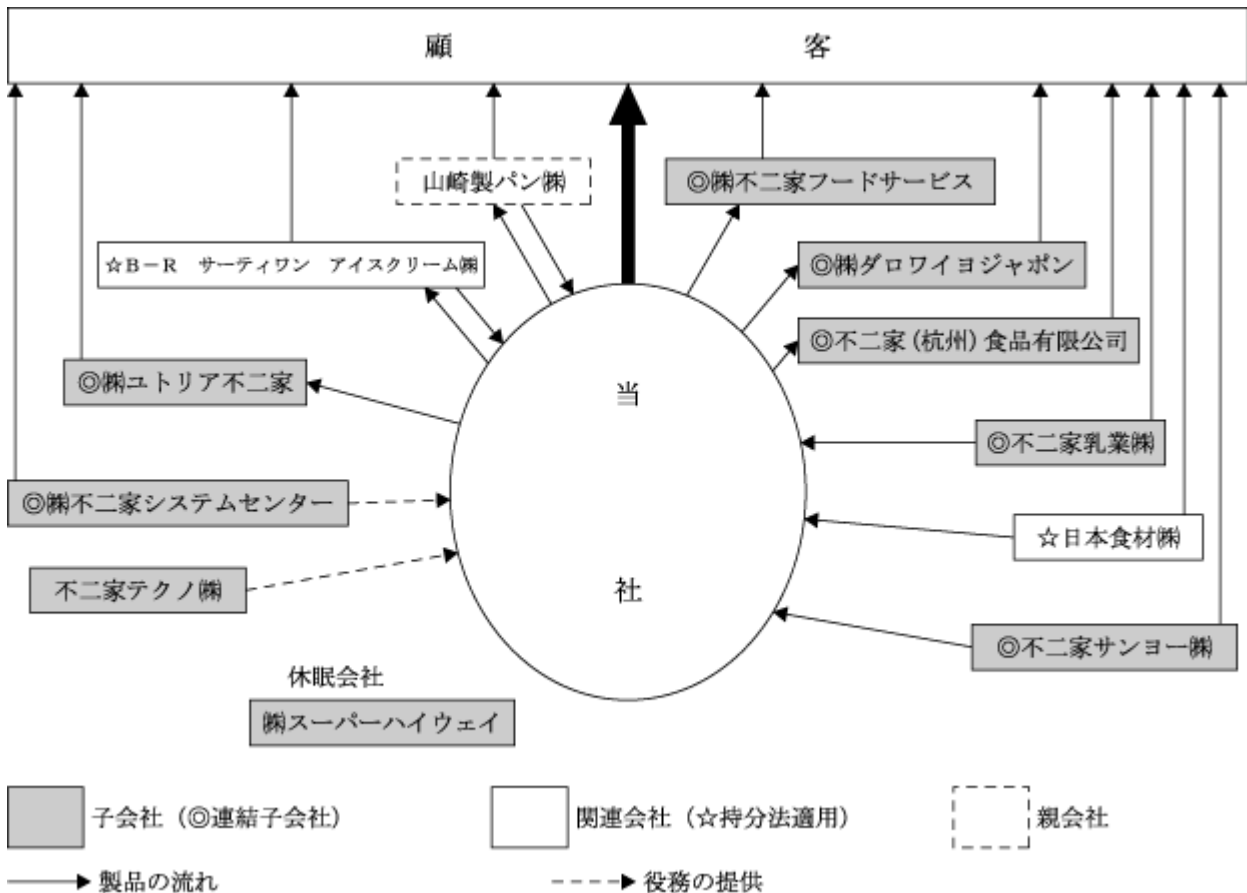 顧客
山崎製パン㈱
◎㈱不二家フードサービス
☆B－R　サーティワン　アイスクリーム㈱
◎㈱ダロワイヨジャポン
◎不二家（杭州）食品有限公司
◎㈱ユトリア不二家
当社
◎不二家乳業㈱
◎㈱不二家システムセンター
☆日本食材㈱
不二家テクノ㈱
◎不二家サンヨー㈱
休眠会社
㈱スーパーハイウェイ
子会社（◎連結子会社）
関連会社（☆持分法適用）
親会社
製品の流れ
役務の提供